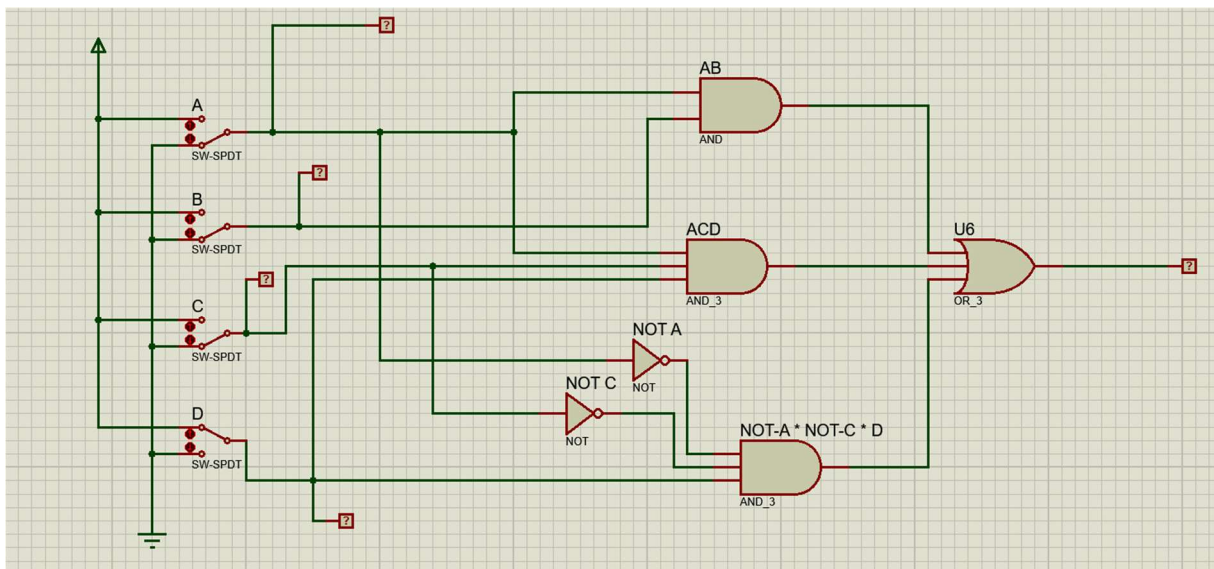 ?
AB
A
AND
SW-SPDT
?
B
SW-SPDT
ACD
U6
?
?
AND_3
OR_3
C
SW-SPDT
NOT A
NOT
NOT C
NOT
D
SW-SPDT
NOT-A * NOT-C * D
AND_3
?